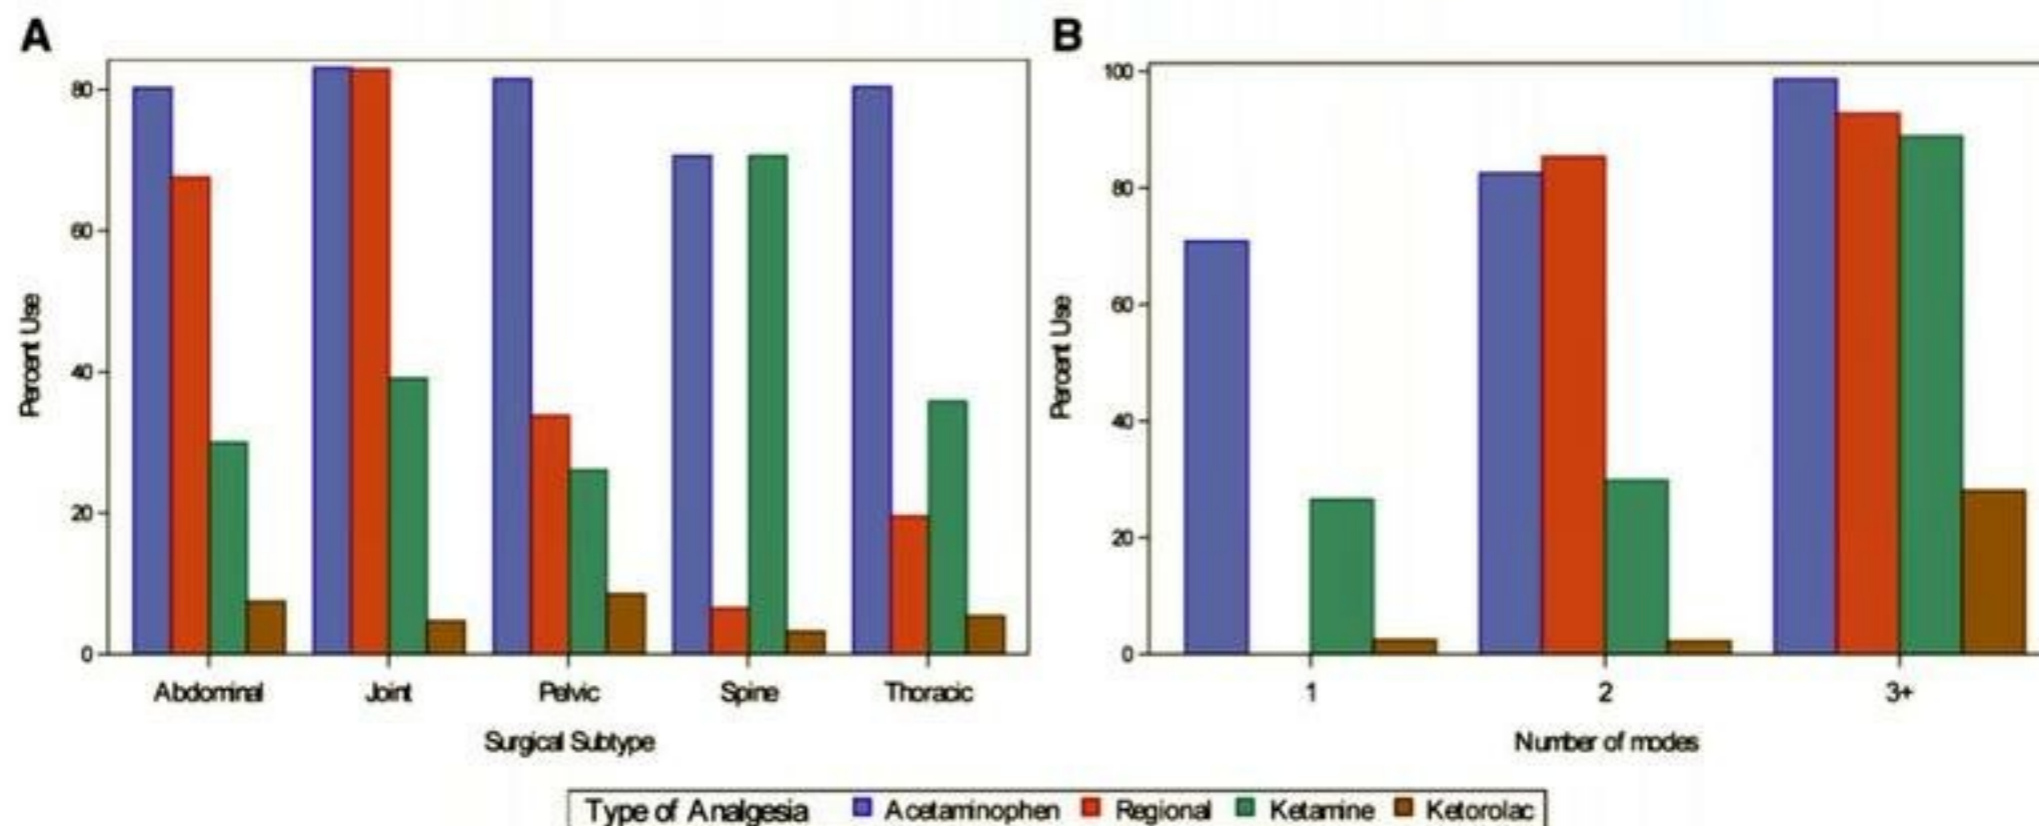 A
80
60
40
20
0
Percent Use
Abdominal Joint Pelvic Spine Thoracic
Surgical Subtype
B
100
80
60
40
20
0
Percent Use
1 2 3+
Number of modes
Type of Analgesia Acetaminophen Regional Ketamine Ketorolac